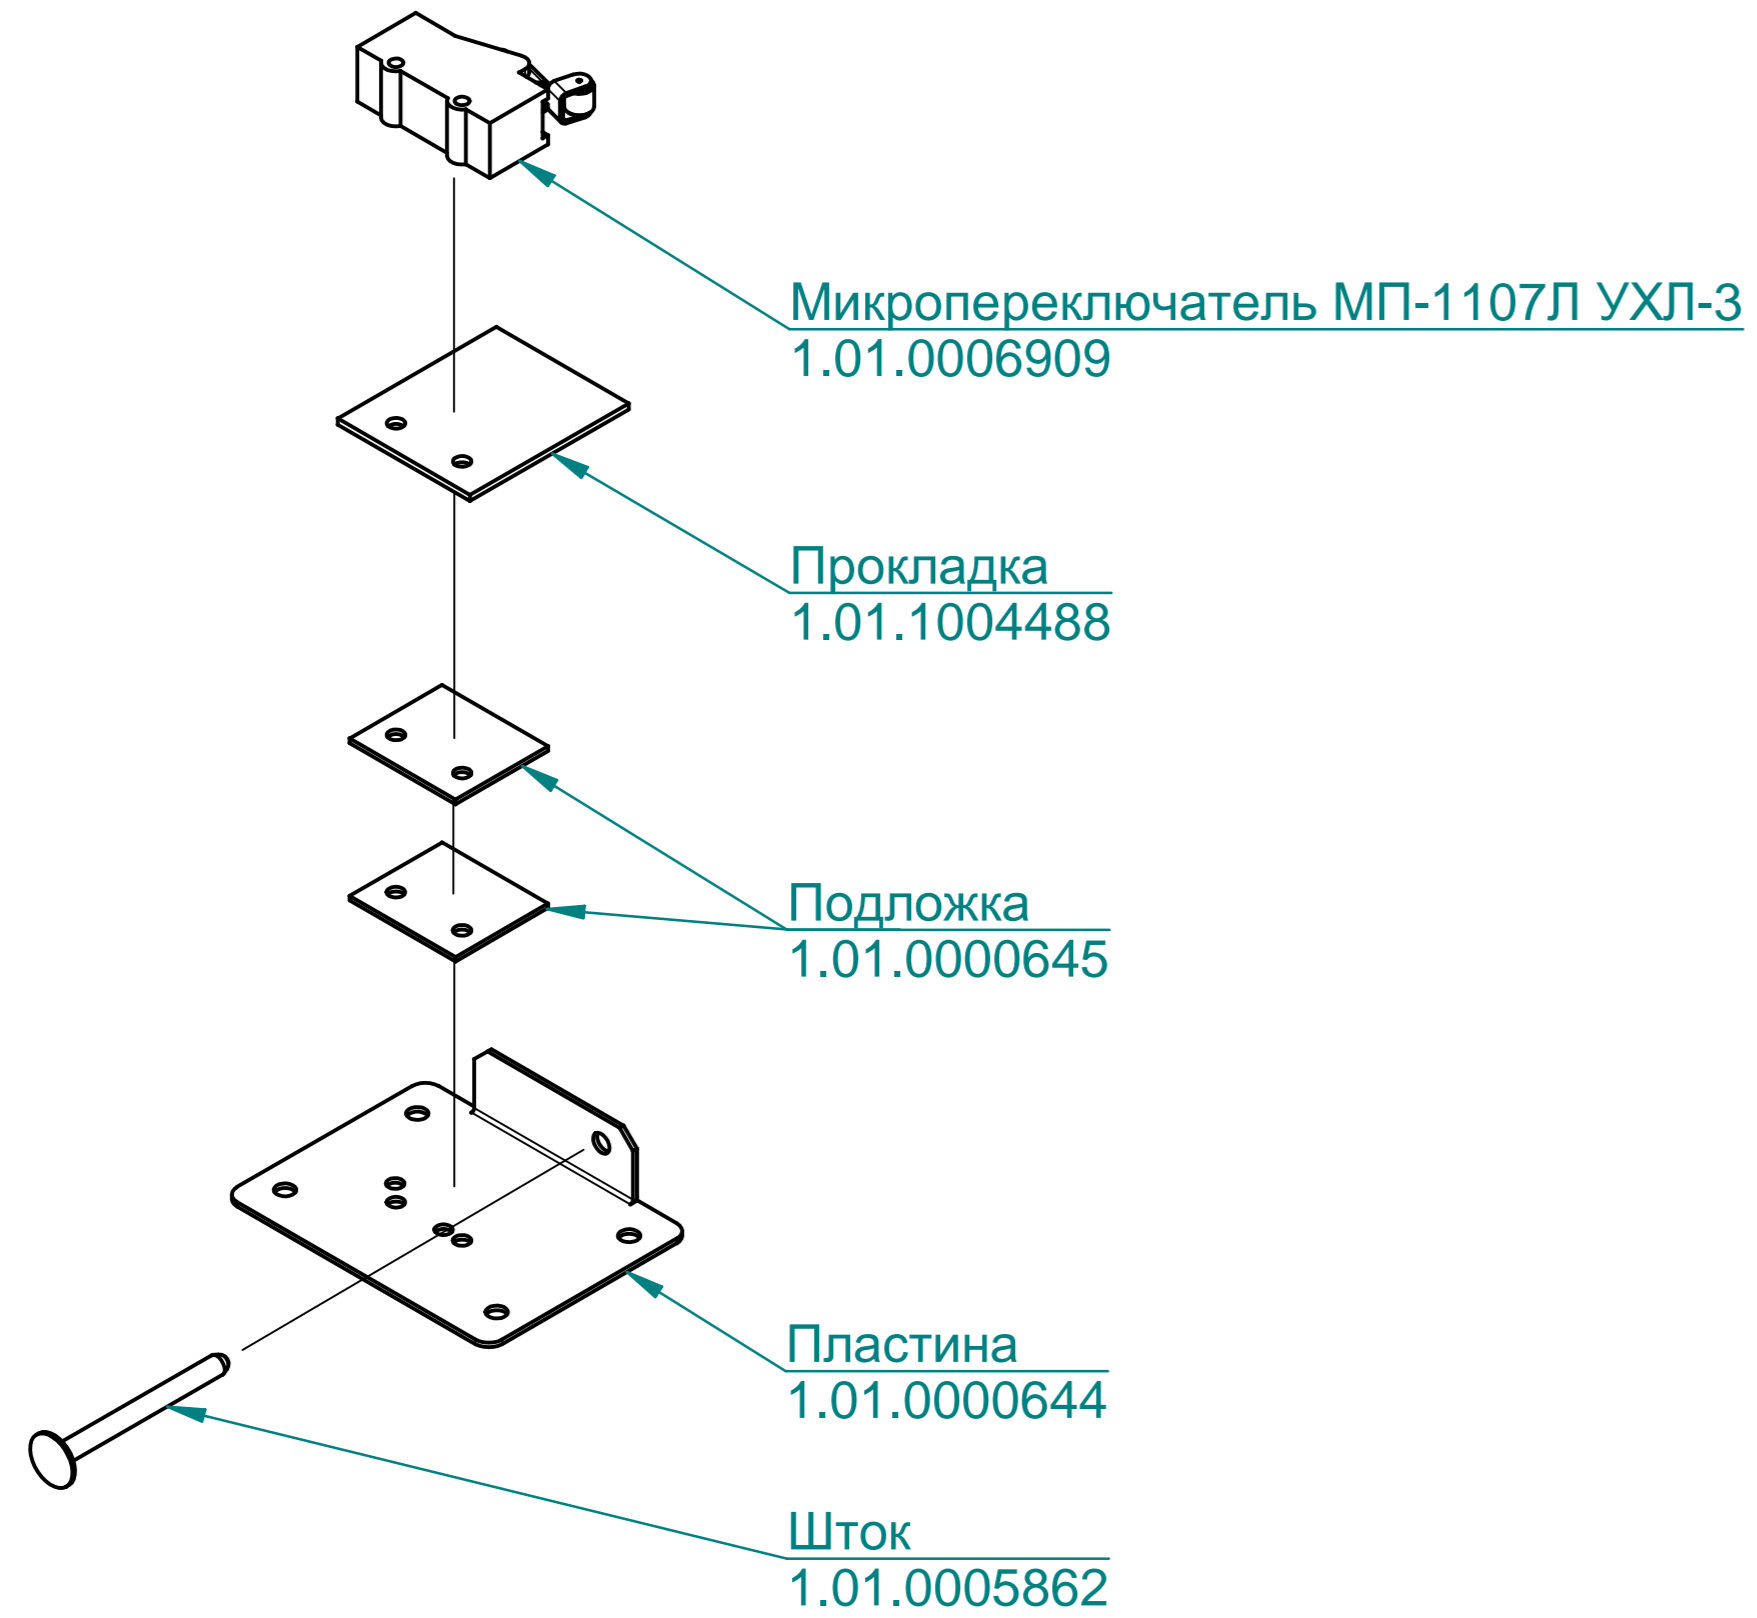 Микропереключатель МП-1107Л УХЛ-3
1.01.0006909
Прокладка
1.01.1004488
Подложка
1.01.0000645
Пластина
1.01.0000644
Шток
1.01.0005862